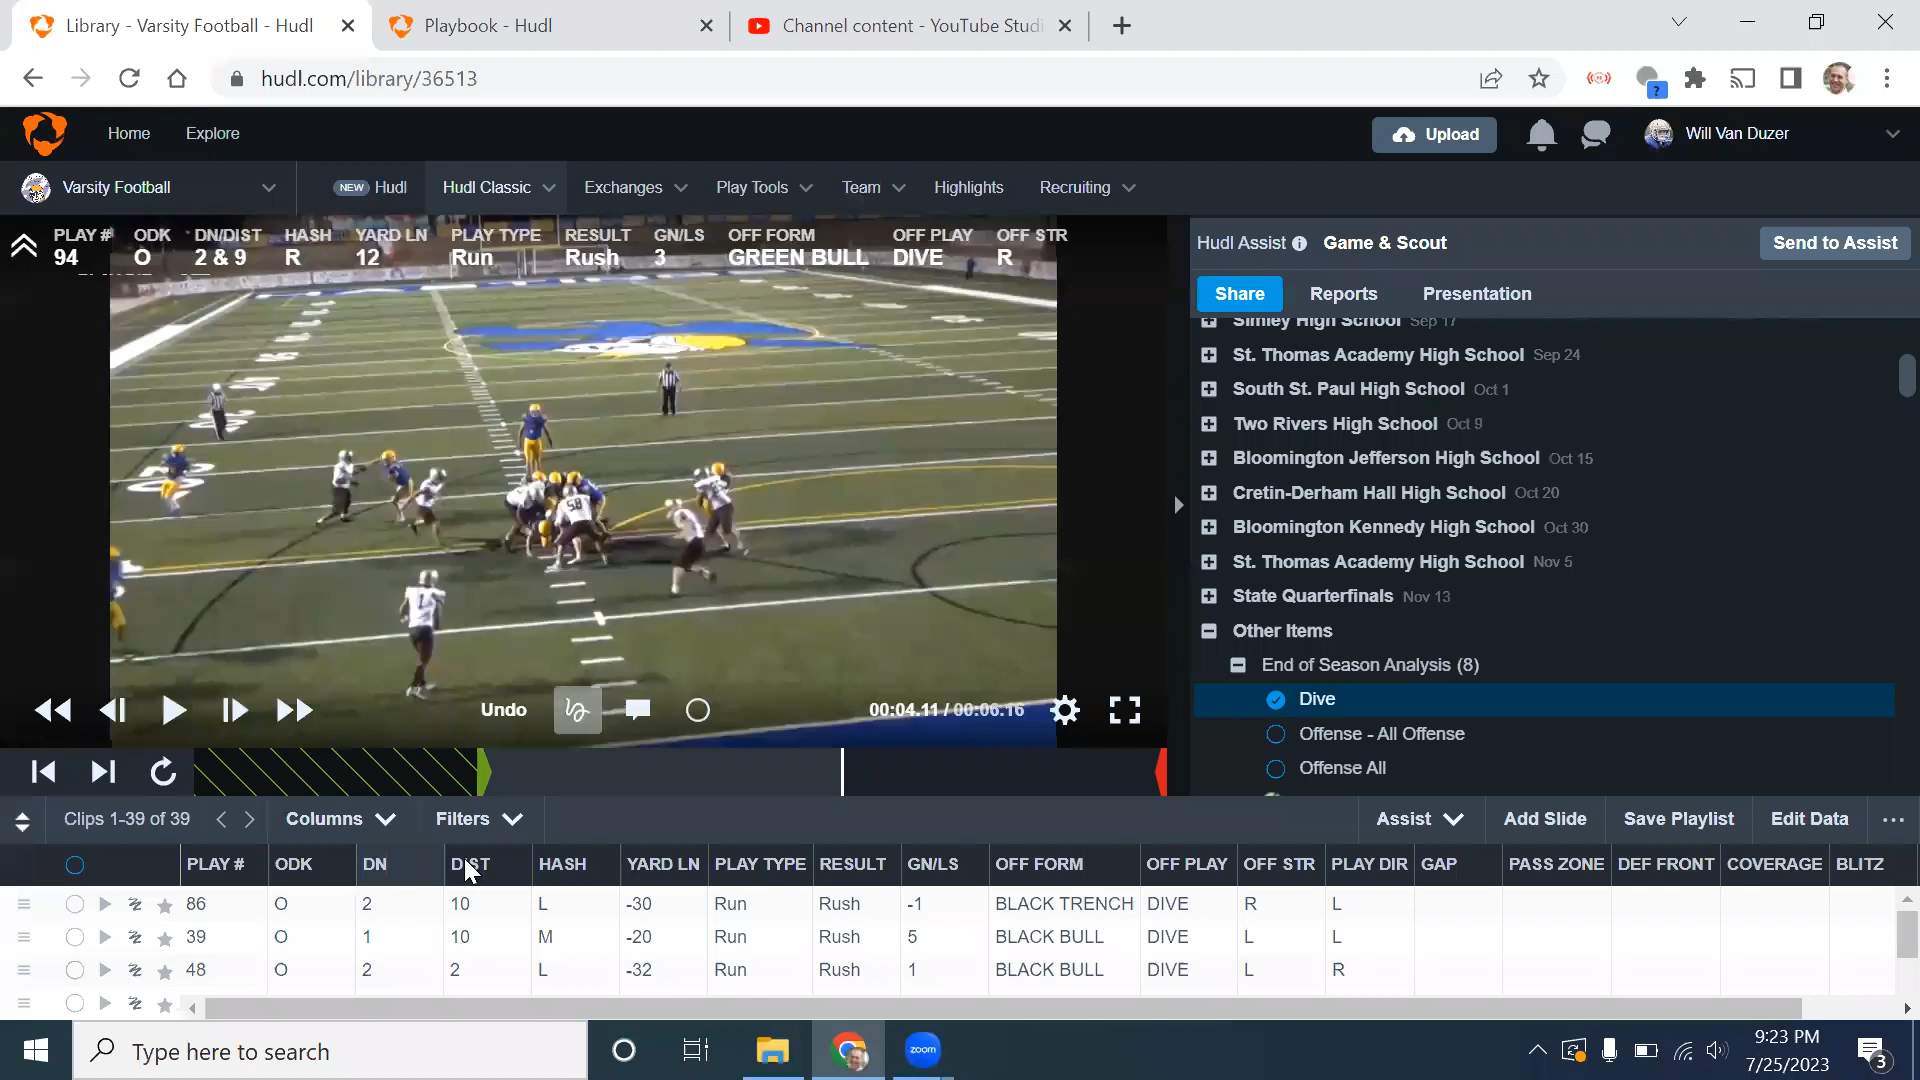 Library - Varsity Football - Hudl
Playbook - Hudl
Channel content - YouTube Studi
hudl.com/library/36513
?
Home
Explore
Upload
Will Van Duzer
Varsity Football
NEW Hudl
Hudl Classic
Exchanges
Play Tools
Team
Highlights
Recruiting
PLAY # ODK DN/DIST HASH YARD LN PLAY TYPE RESULT GN/LS OFF FORM OFF PLAY OFF STR
94 O 2 & 9 R 12 Run Rush 3 GREEN BULL DIVE R
Hudl Assist Game & Scout
Send to Assist
Share Reports Presentation
Simley High School Sep 17
St. Thomas Academy High School Sep 24
South St. Paul High School Oct 1
Two Rivers High School Oct 9
Bloomington Jefferson High School Oct 15
Cretin-Derham Hall High School Oct 20
Bloomington Kennedy High School Oct 30
St. Thomas Academy High School Nov 5
State Quarterfinals Nov 13
Other Items
End of Season Analysis (8)
Dive
Offense - All Offense
Offense All
58
1
Undo
00:04.11 / 00:06.16
Clips 1-39 of 39
Columns
Filters
Assist
Add Slide
Save Playlist
Edit Data
PLAY # ODK DN DIST HASH YARD LN PLAY TYPE RESULT GN/LS OFF FORM OFF PLAY OFF STR PLAY DIR GAP PASS ZONE DEF FRONT COVERAGE BLITZ
86 O 2 10 L -30 Run Rush -1 BLACK TRENCH DIVE R L
39 O 1 10 M -20 Run Rush 5 BLACK BULL DIVE L L
48 O 2 2 L -32 Run Rush 1 BLACK BULL DIVE L R
Type here to search
zoom
9:23 PM
7/25/2023
3